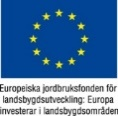 Europeiska jordbruksfonden för
landsbygdsutveckling: Europa
investerar i landsbygdsområden